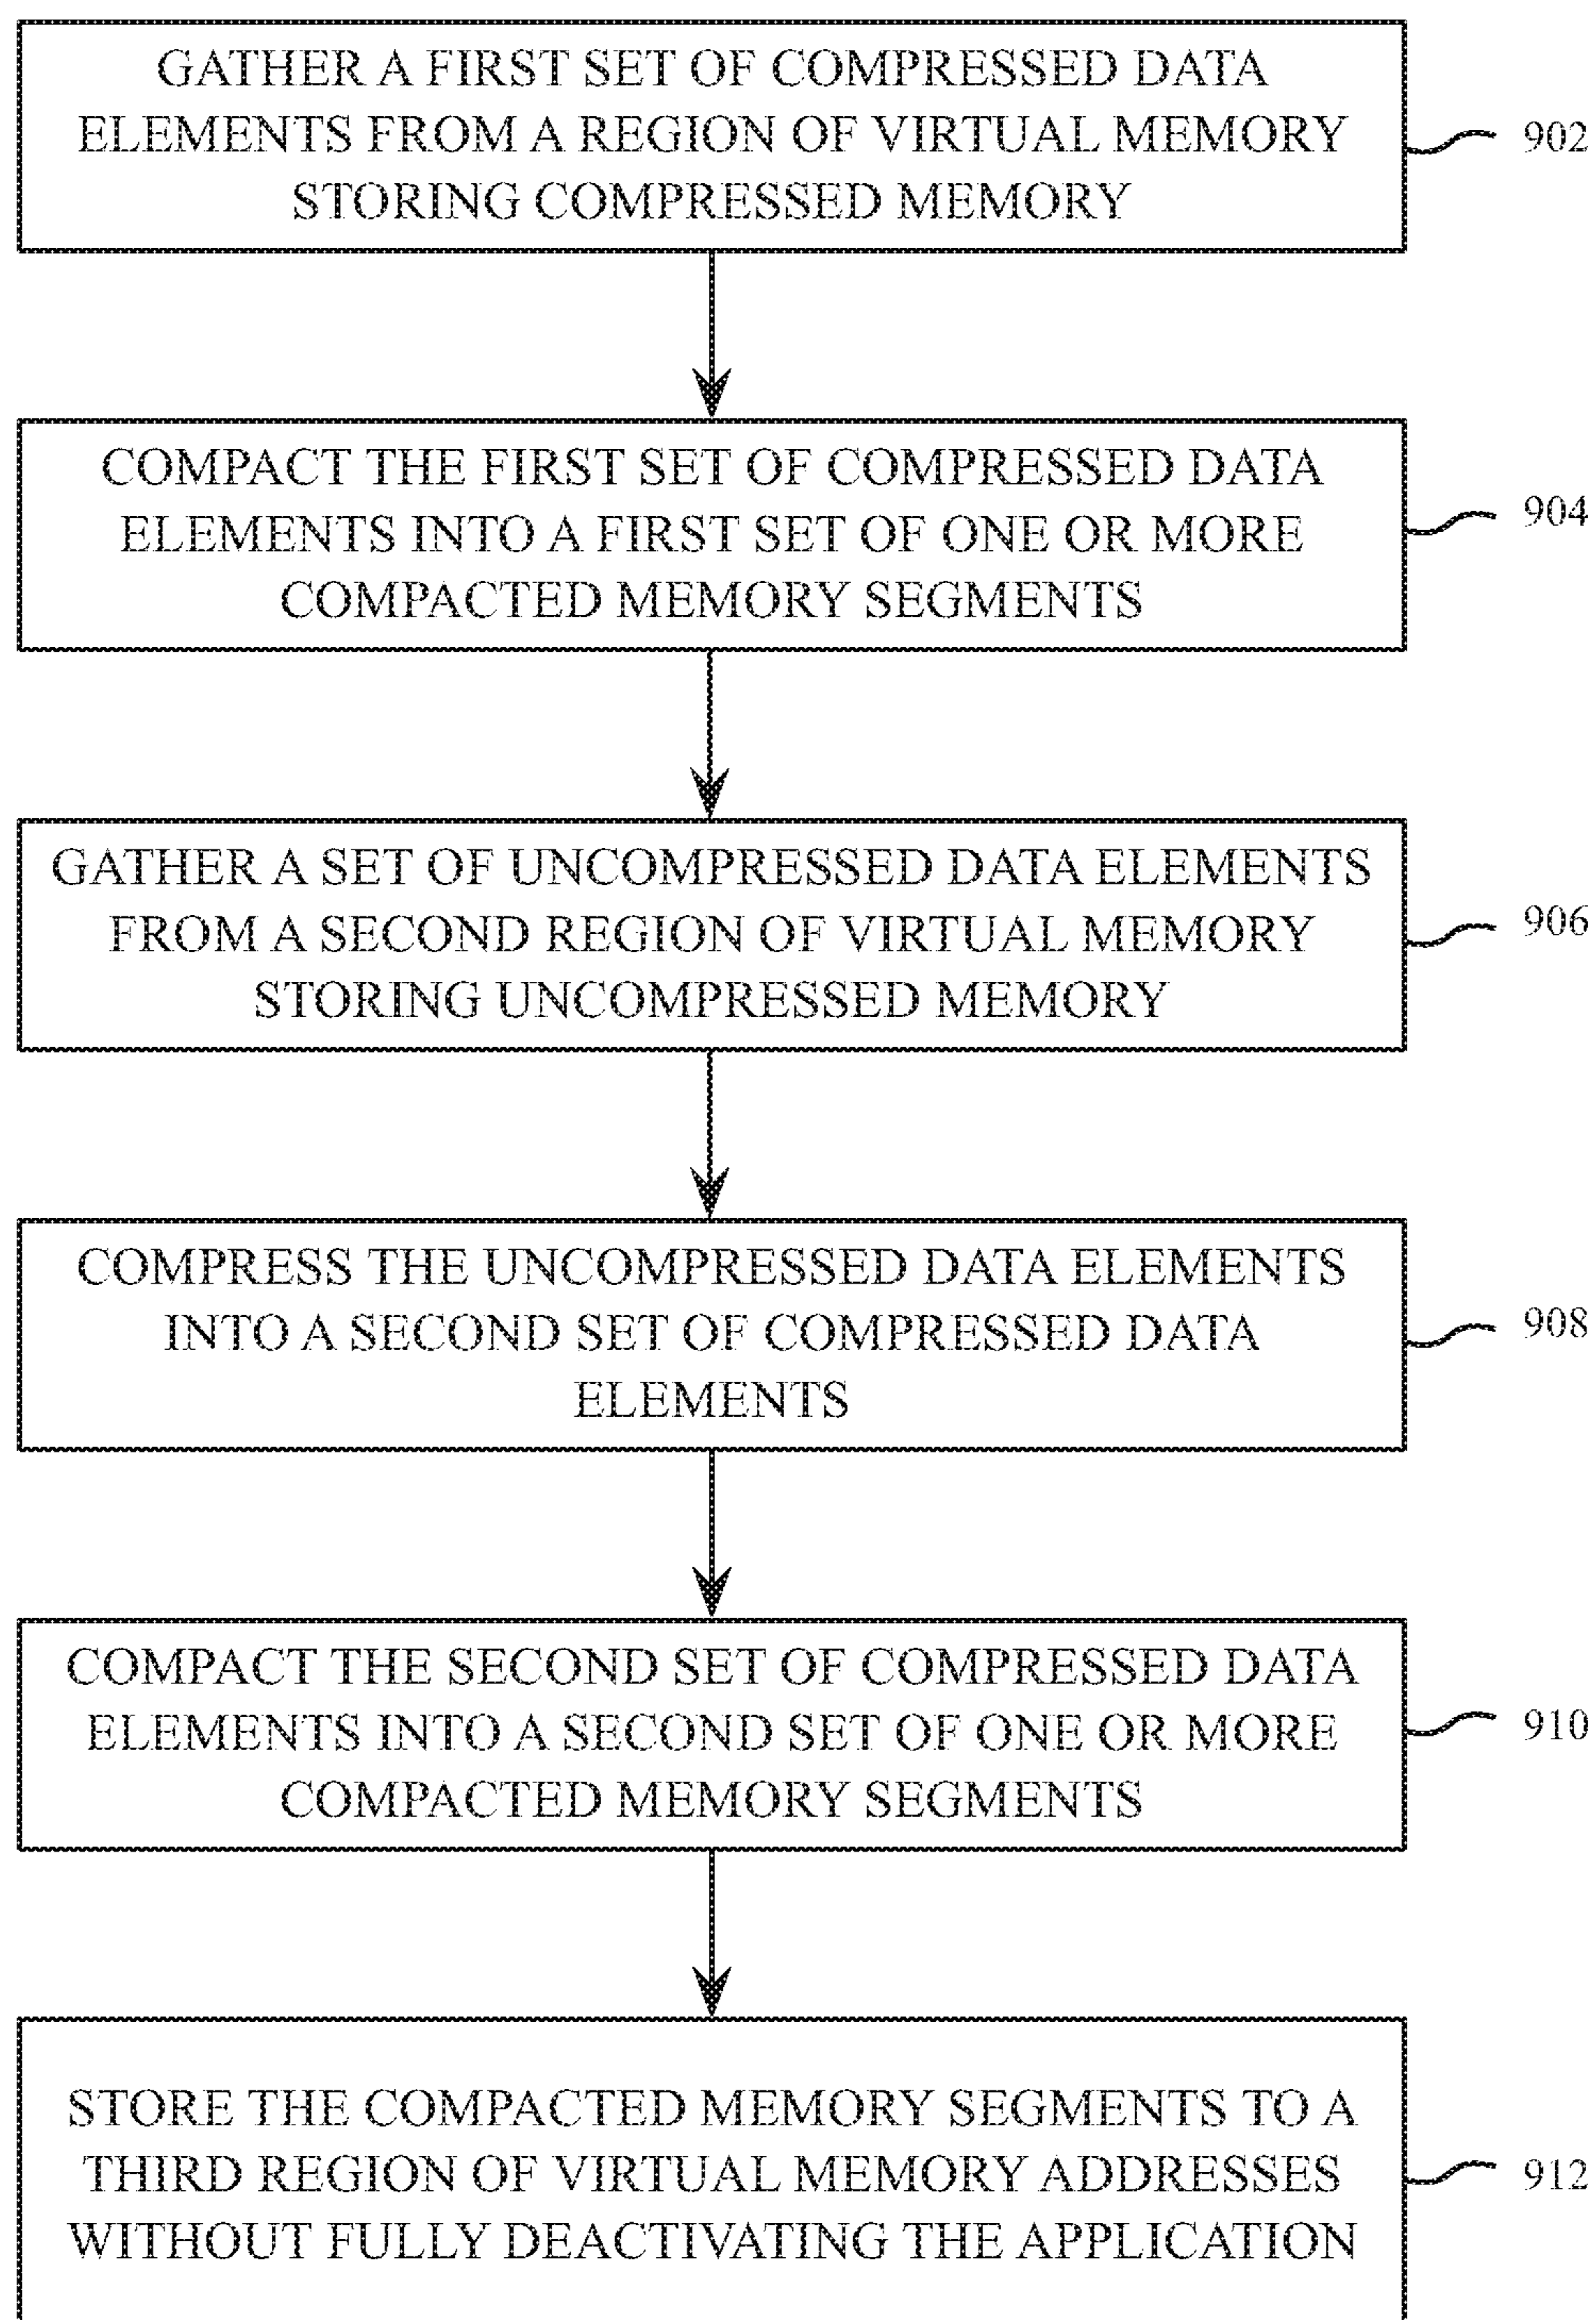 GATHER A FIRST SET OF COMPRESSED DATA
ELEMENTS FROM A REGION OF VIRTUAL MEMORY
STORING COMPRESSED MEMORY
902
COMPACT THE FIRST SET OF COMPRESSED DATA
ELEMENTS INTO A FIRST SET OF ONE OR MORE
COMPACTED MEMORY SEGMENTS
904
GATHER A SET OF UNCOMPRESSED DATA ELEMENTS
FROM A SECOND REGION OF VIRTUAL MEMORY
STORING UNCOMPRESSED MEMORY
906
COMPRESS THE UNCOMPRESSED DATA ELEMENTS
INTO A SECOND SET OF COMPRESSED DATA
ELEMENTS
908
COMPACT THE SECOND SET OF COMPRESSED DATA
ELEMENTS INTO A SECOND SET OF ONE OR MORE
COMPACTED MEMORY SEGMENTS
910
STORE THE COMPACTED MEMORY SEGMENTS TO A
THIRD REGION OF VIRTUAL MEMORY ADDRESSES
WITHOUT FULLY DEACTIVATING THE APPLICATION
912